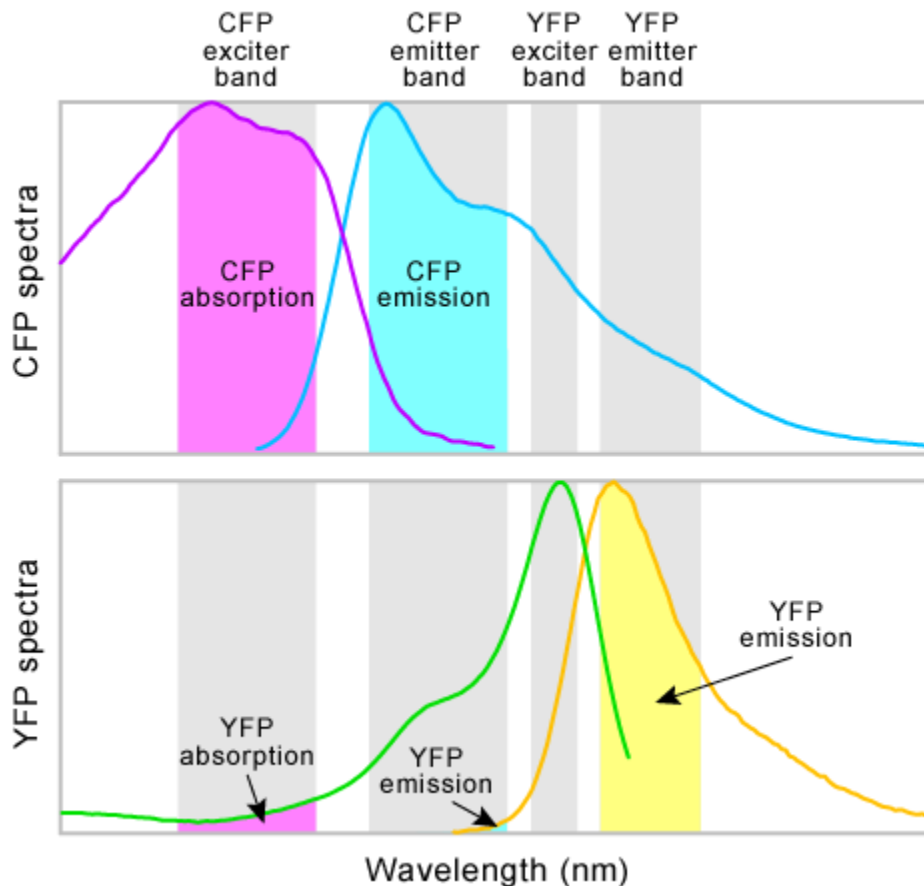 CFP
exciter
band
CFP
emitter
band
YFP
exciter
band
YFP
emitter
band
CFP spectra
CFP
absorption
CFP
emission
YFP spectra
YFP
absorption
YFP
emission
YFP
emission
Wavelength (nm)